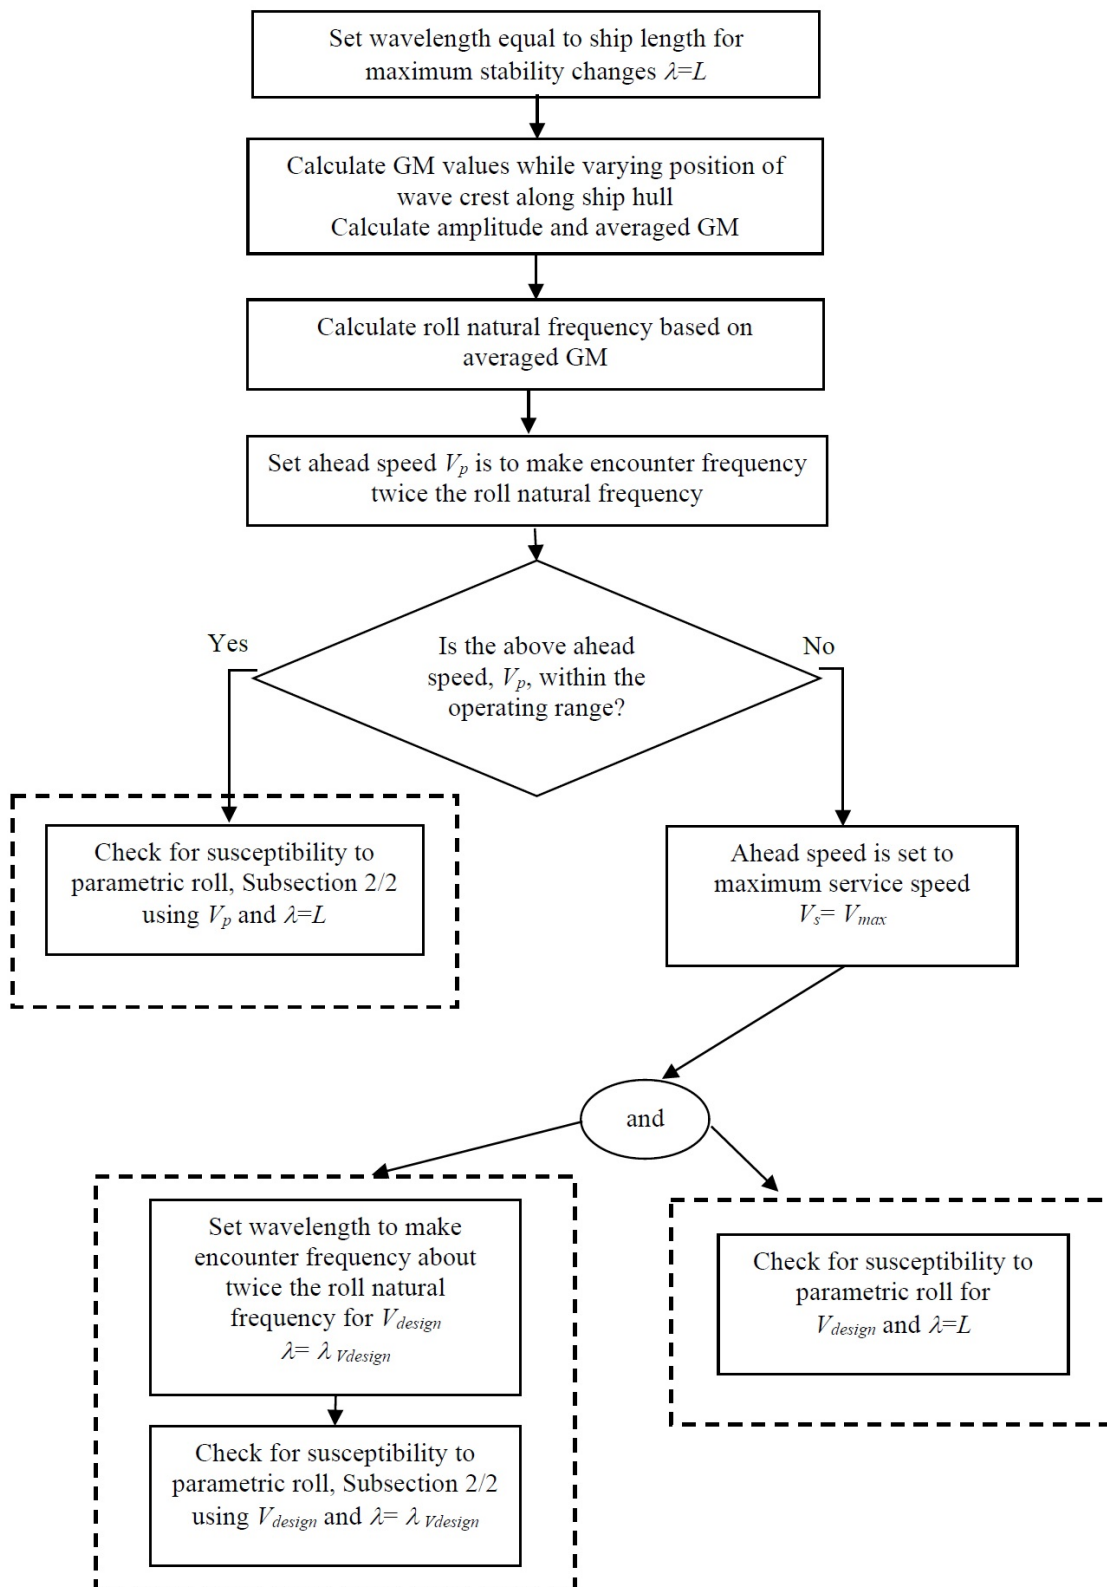 Set wavelength equal to ship length for
maximum stability changes λ=L
Calculate GM values while varying position of
wave crest along ship hull
Calculate amplitude and averaged GM
Calculate roll natural frequency based on
averaged GM
Set ahead speed Vp is to make encounter frequency
twice the roll natural frequency
Yes
Is the above ahead
speed, Vp, within the
operating range?
No
Check for susceptibility to
parametric roll, Subsection 2/2
using Vp and λ=L
Ahead speed is set to
maximum service speed
Vs= Vmax
and
Set wavelength to make
encounter frequency about
twice the roll natural
frequency for Vdesign
λ= λ Vdesign
Check for susceptibility to
parametric roll, Subsection 2/2
using Vdesign and λ= λ Vdesign
Check for susceptibility to
parametric roll for
Vdesign and λ=L